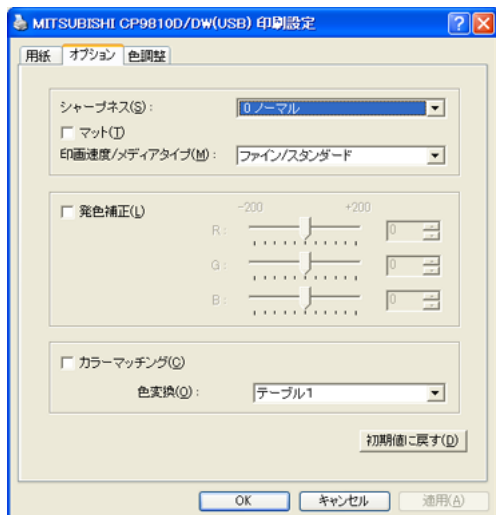 MITSUBISHI CP9810D/DW(USB) 印刷設定
用紙 オプション 色調整
シャープネス(S): 0 ノーマル
マット(T)
印画速度/メディアタイプ(M): ファイン/スタンダード
発色補正(L) -200 +200
R: 0
G: 0
B: 0
カラーマッチング(C)
色変換(O): テーブル1
初期値に戻す(D)
OK キャンセル 適用(A)